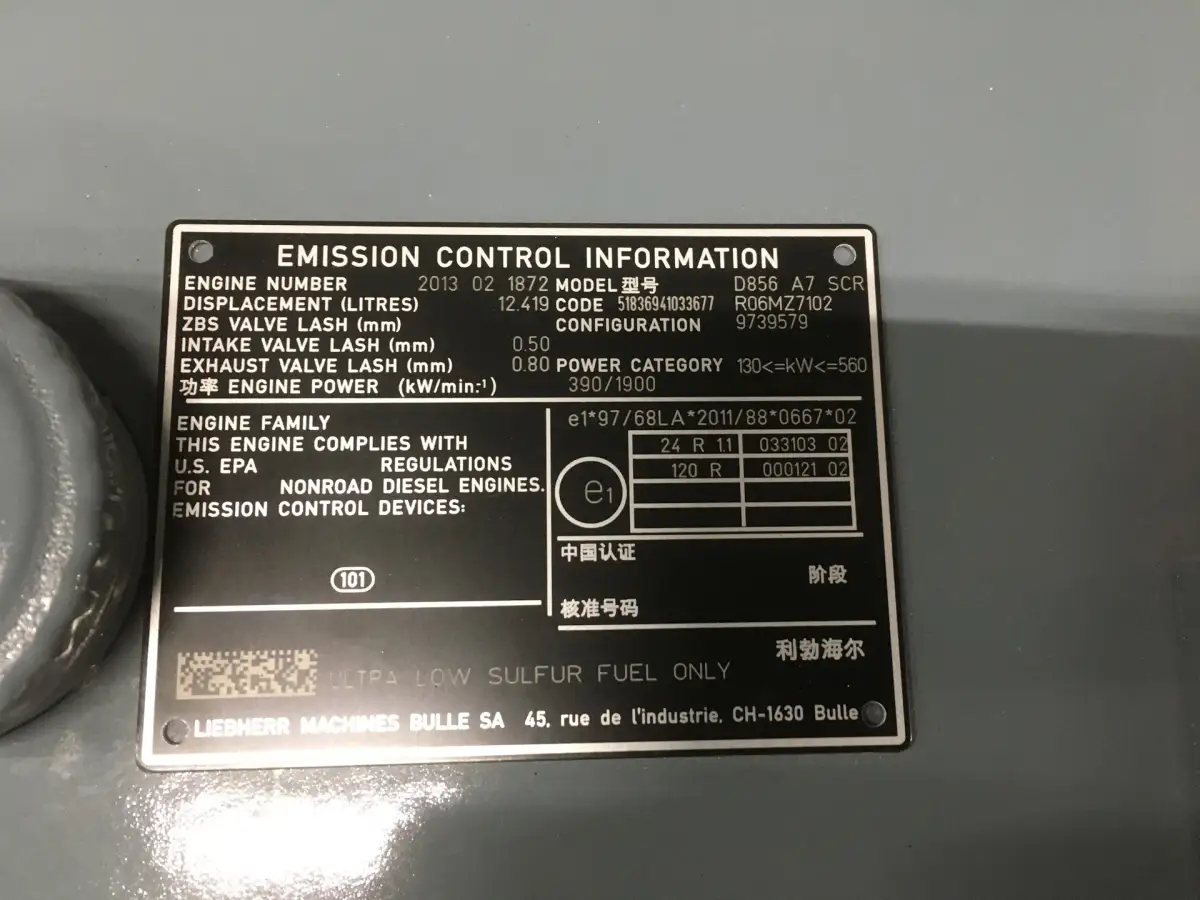 EMISSION CONTROL INFORMATION
ENGINE NUMBER 2013 02 1872 MODEL 型号 D856 A7 SCR
DISPLACEMENT (LITRES) 12.419 CODE 51836941033677 R06MZ7102
ZBS VALVE LASH (mm) CONFIGURATION 9739579
INTAKE VALVE LASH (mm) 0.50
EXHAUST VALVE LASH (mm) 0.80 POWER CATEGORY 130<=kW<=560
功率 ENGINE POWER (kW/min.-¹) 390/1900
ENGINE FAMILY
THIS ENGINE COMPLIES WITH
U.S. EPA REGULATIONS
FOR NONROAD DIESEL ENGINES.
EMISSION CONTROL DEVICES:
101
e1*97/68LA*2011/88*0667*02
24 R 1.1 033103 02
120 R 000121 02
e1
中国认证
阶段
核准号码
利勃海尔
ULTRA LOW SULFUR FUEL ONLY
LIEBHERR MACHINES BULLE SA 45, rue de l'industrie, CH-1630 Bulle